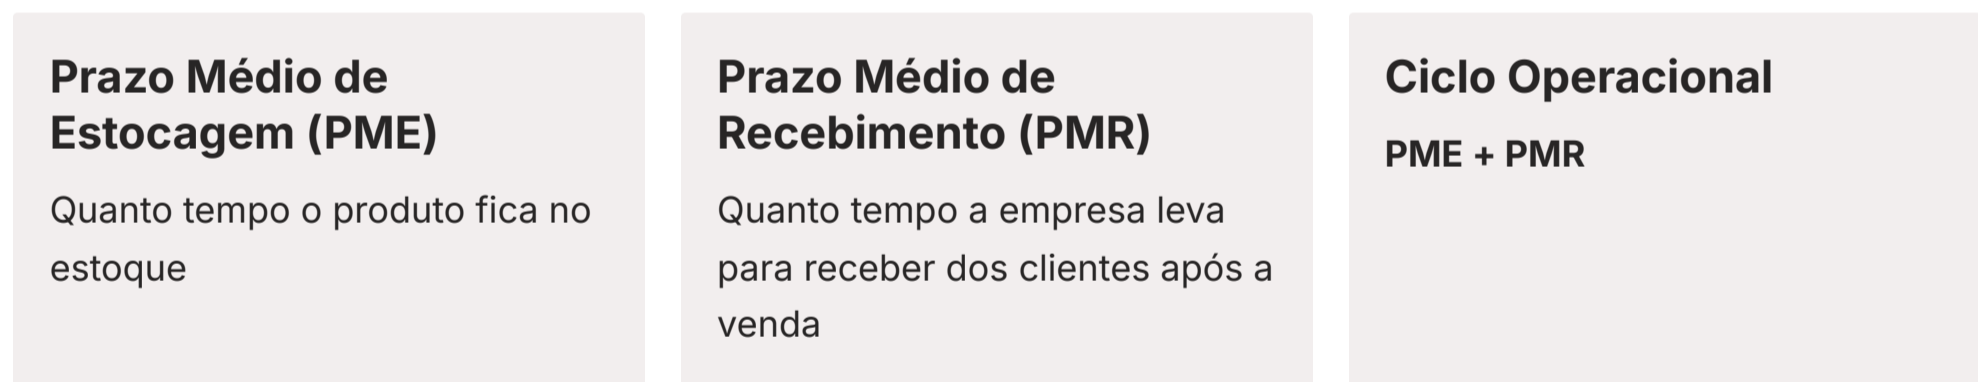 Prazo Médio de
Estocagem (PME)
Quanto tempo o produto fica no
estoque
Prazo Médio de
Recebimento (PMR)
Quanto tempo a empresa leva
para receber dos clientes após a
venda
Ciclo Operacional
PME + PMR